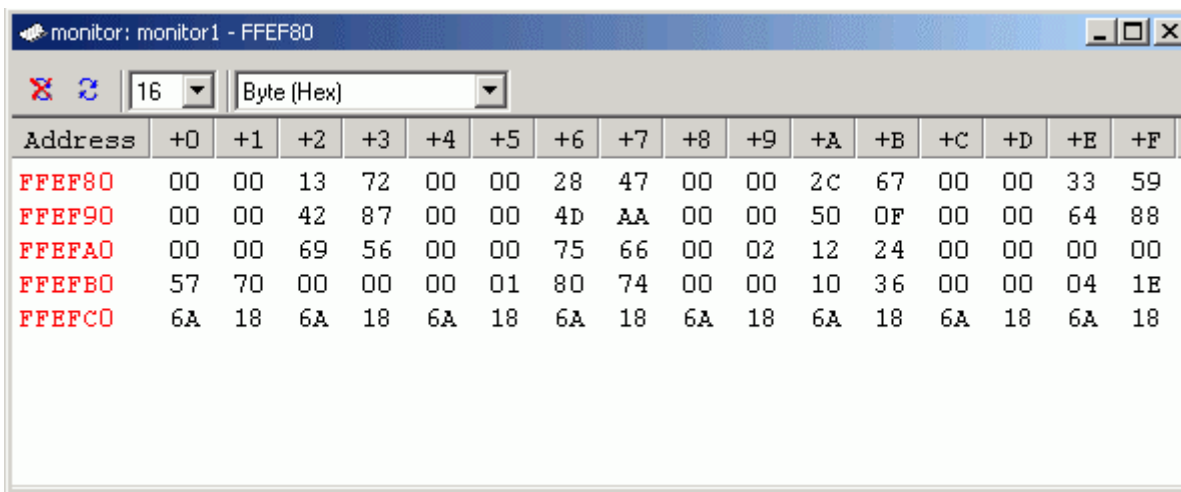 monitor: monitor1 - FFEF80
16 Byte (Hex)
Address +0 +1 +2 +3 +4 +5 +6 +7 +8 +9 +A +B +C +D +E +F
FFEF80 00 00 13 72 00 00 28 47 00 00 2C 67 00 00 33 59
FFEF90 00 00 42 87 00 00 4D AA 00 00 50 0F 00 00 64 88
FFEFA0 00 00 69 56 00 00 75 66 00 02 12 24 00 00 00 00
FFEFB0 57 70 00 00 00 01 80 74 00 00 10 36 00 00 04 1E
FFEFC0 6A 18 6A 18 6A 18 6A 18 6A 18 6A 18 6A 18 6A 18